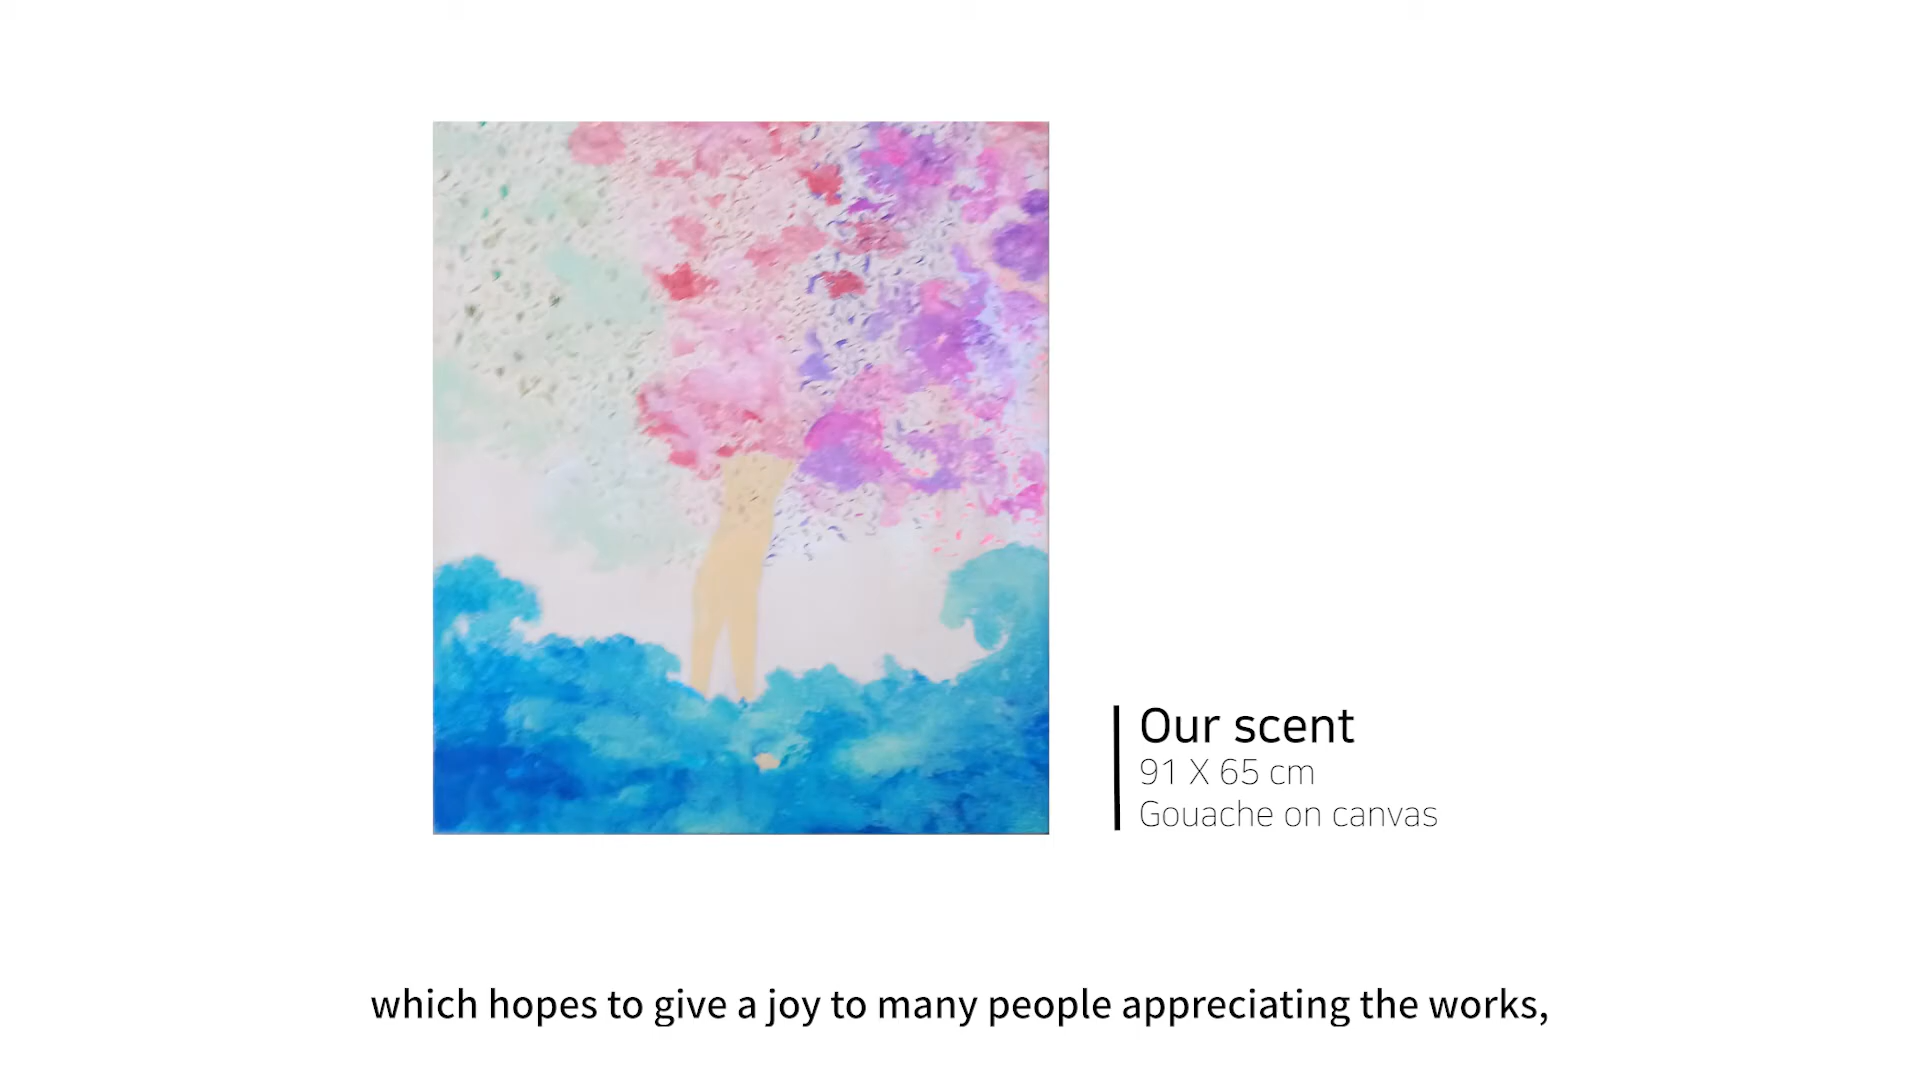 Our scent
91 X 65 cm
Gouache on canvas
which hopes to give a joy to many people appreciating the works,